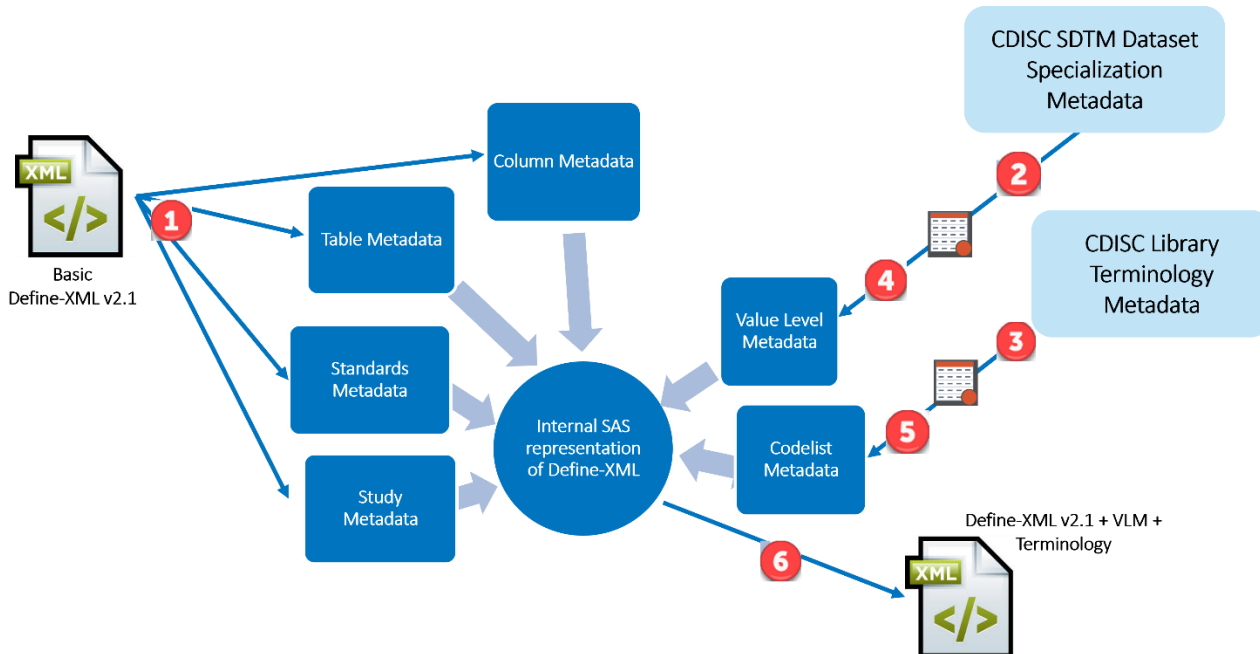 CDISC SDTM Dataset
Specialization
Metadata
XML
</>
Basic
Define-XML v2.1
1
Column Metadata
Table Metadata
Standards
Metadata
Study
Metadata
Internal SAS
representation
of Define-XML
2
4
Value Level
Metadata
CDISC Library
Terminology
Metadata
3
5
Codelist
Metadata
6
Define-XML v2.1 + VLM +
Terminology
XML
</>